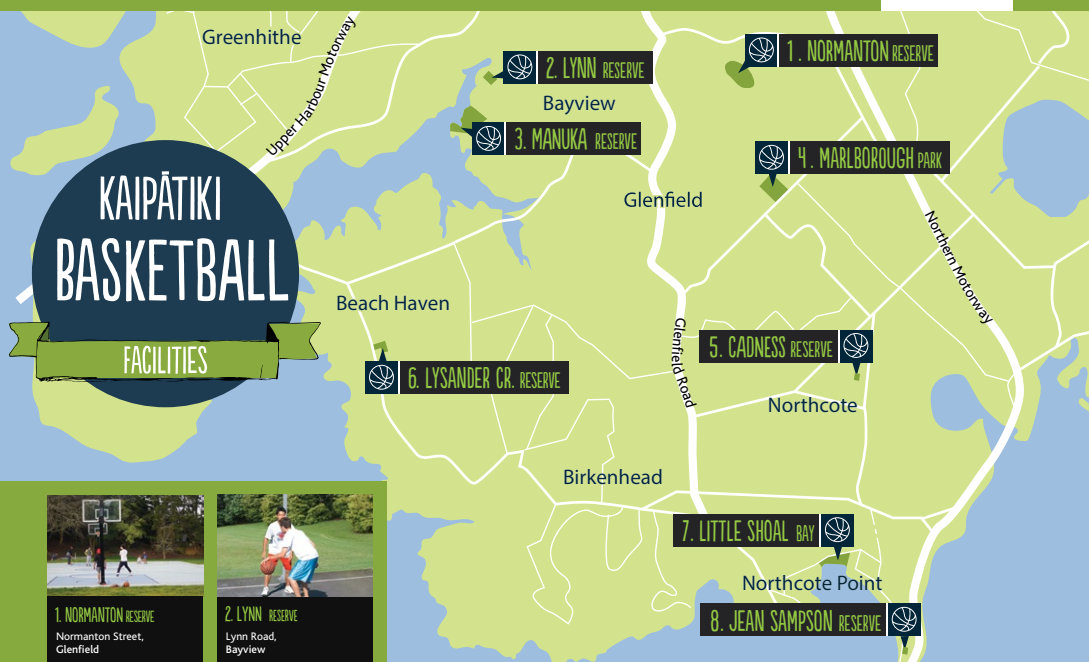 Greenhithe
Upper Harbour Motorway
1. NORMANTON RESERVE
2. LYNN RESERVE
Bayview
3. MANUKA RESERVE
4. MARLBOROUGH PARK
KAIPĀTIKI
BASKETBALL
FACILITIES
Glenfield
Northern Motorway
Beach Haven
Glenfield Road
5. CADNESS RESERVE
6. LYSANDER CR. RESERVE
Northcote
Birkenhead
7. LITTLE SHOAL BAY
Northcote Point
8. JEAN SAMPSON RESERVE
1. NORMANTON RESERVE
Normanton Street,
Glenfield
2. LYNN RESERVE
Lynn Road,
Bayview